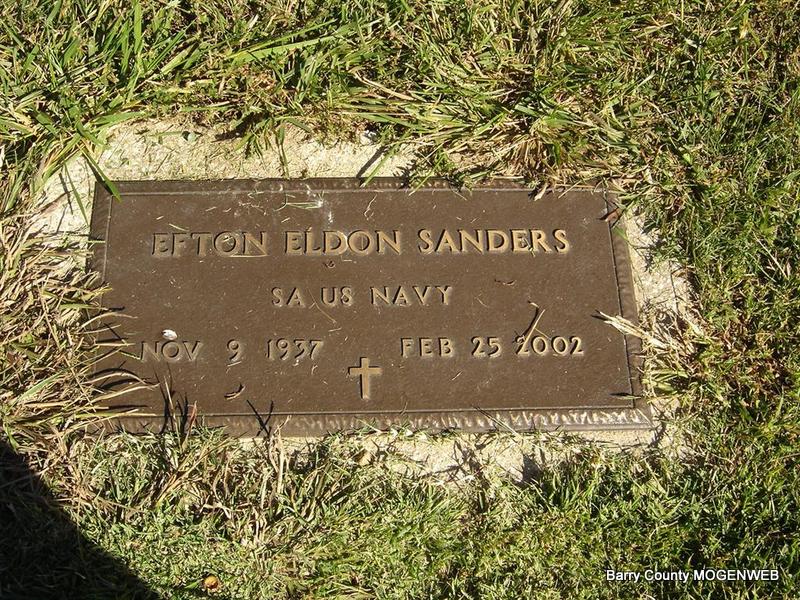 EFTON ELDON SANDERS
SA US NAVY
NOV 9 1937 FEB 25 2002
Barry County MOGENWEB